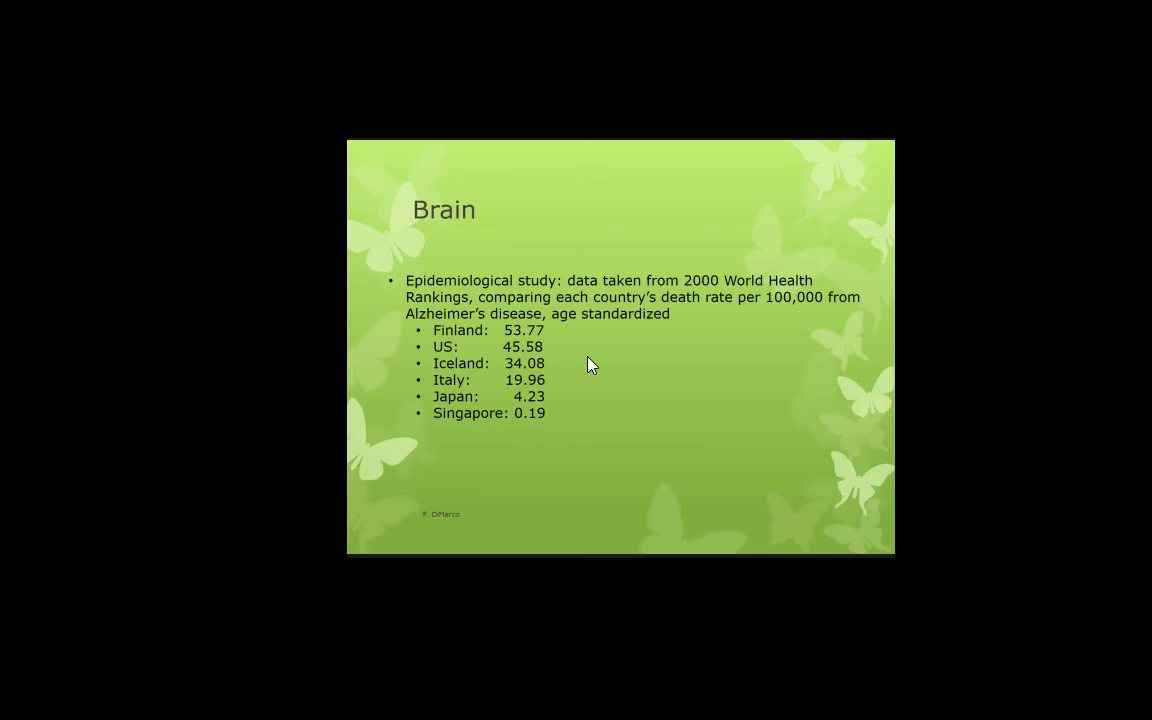 Brain
• Epidemiological study: data taken from 2000 World Health
Rankings, comparing each country’s death rate per 100,000 from
Alzheimer’s disease, age standardized
• Finland: 53.77
• US: 45.58
• Iceland: 34.08
• Italy: 19.96
• Japan: 4.23
• Singapore: 0.19
F. DiMarco